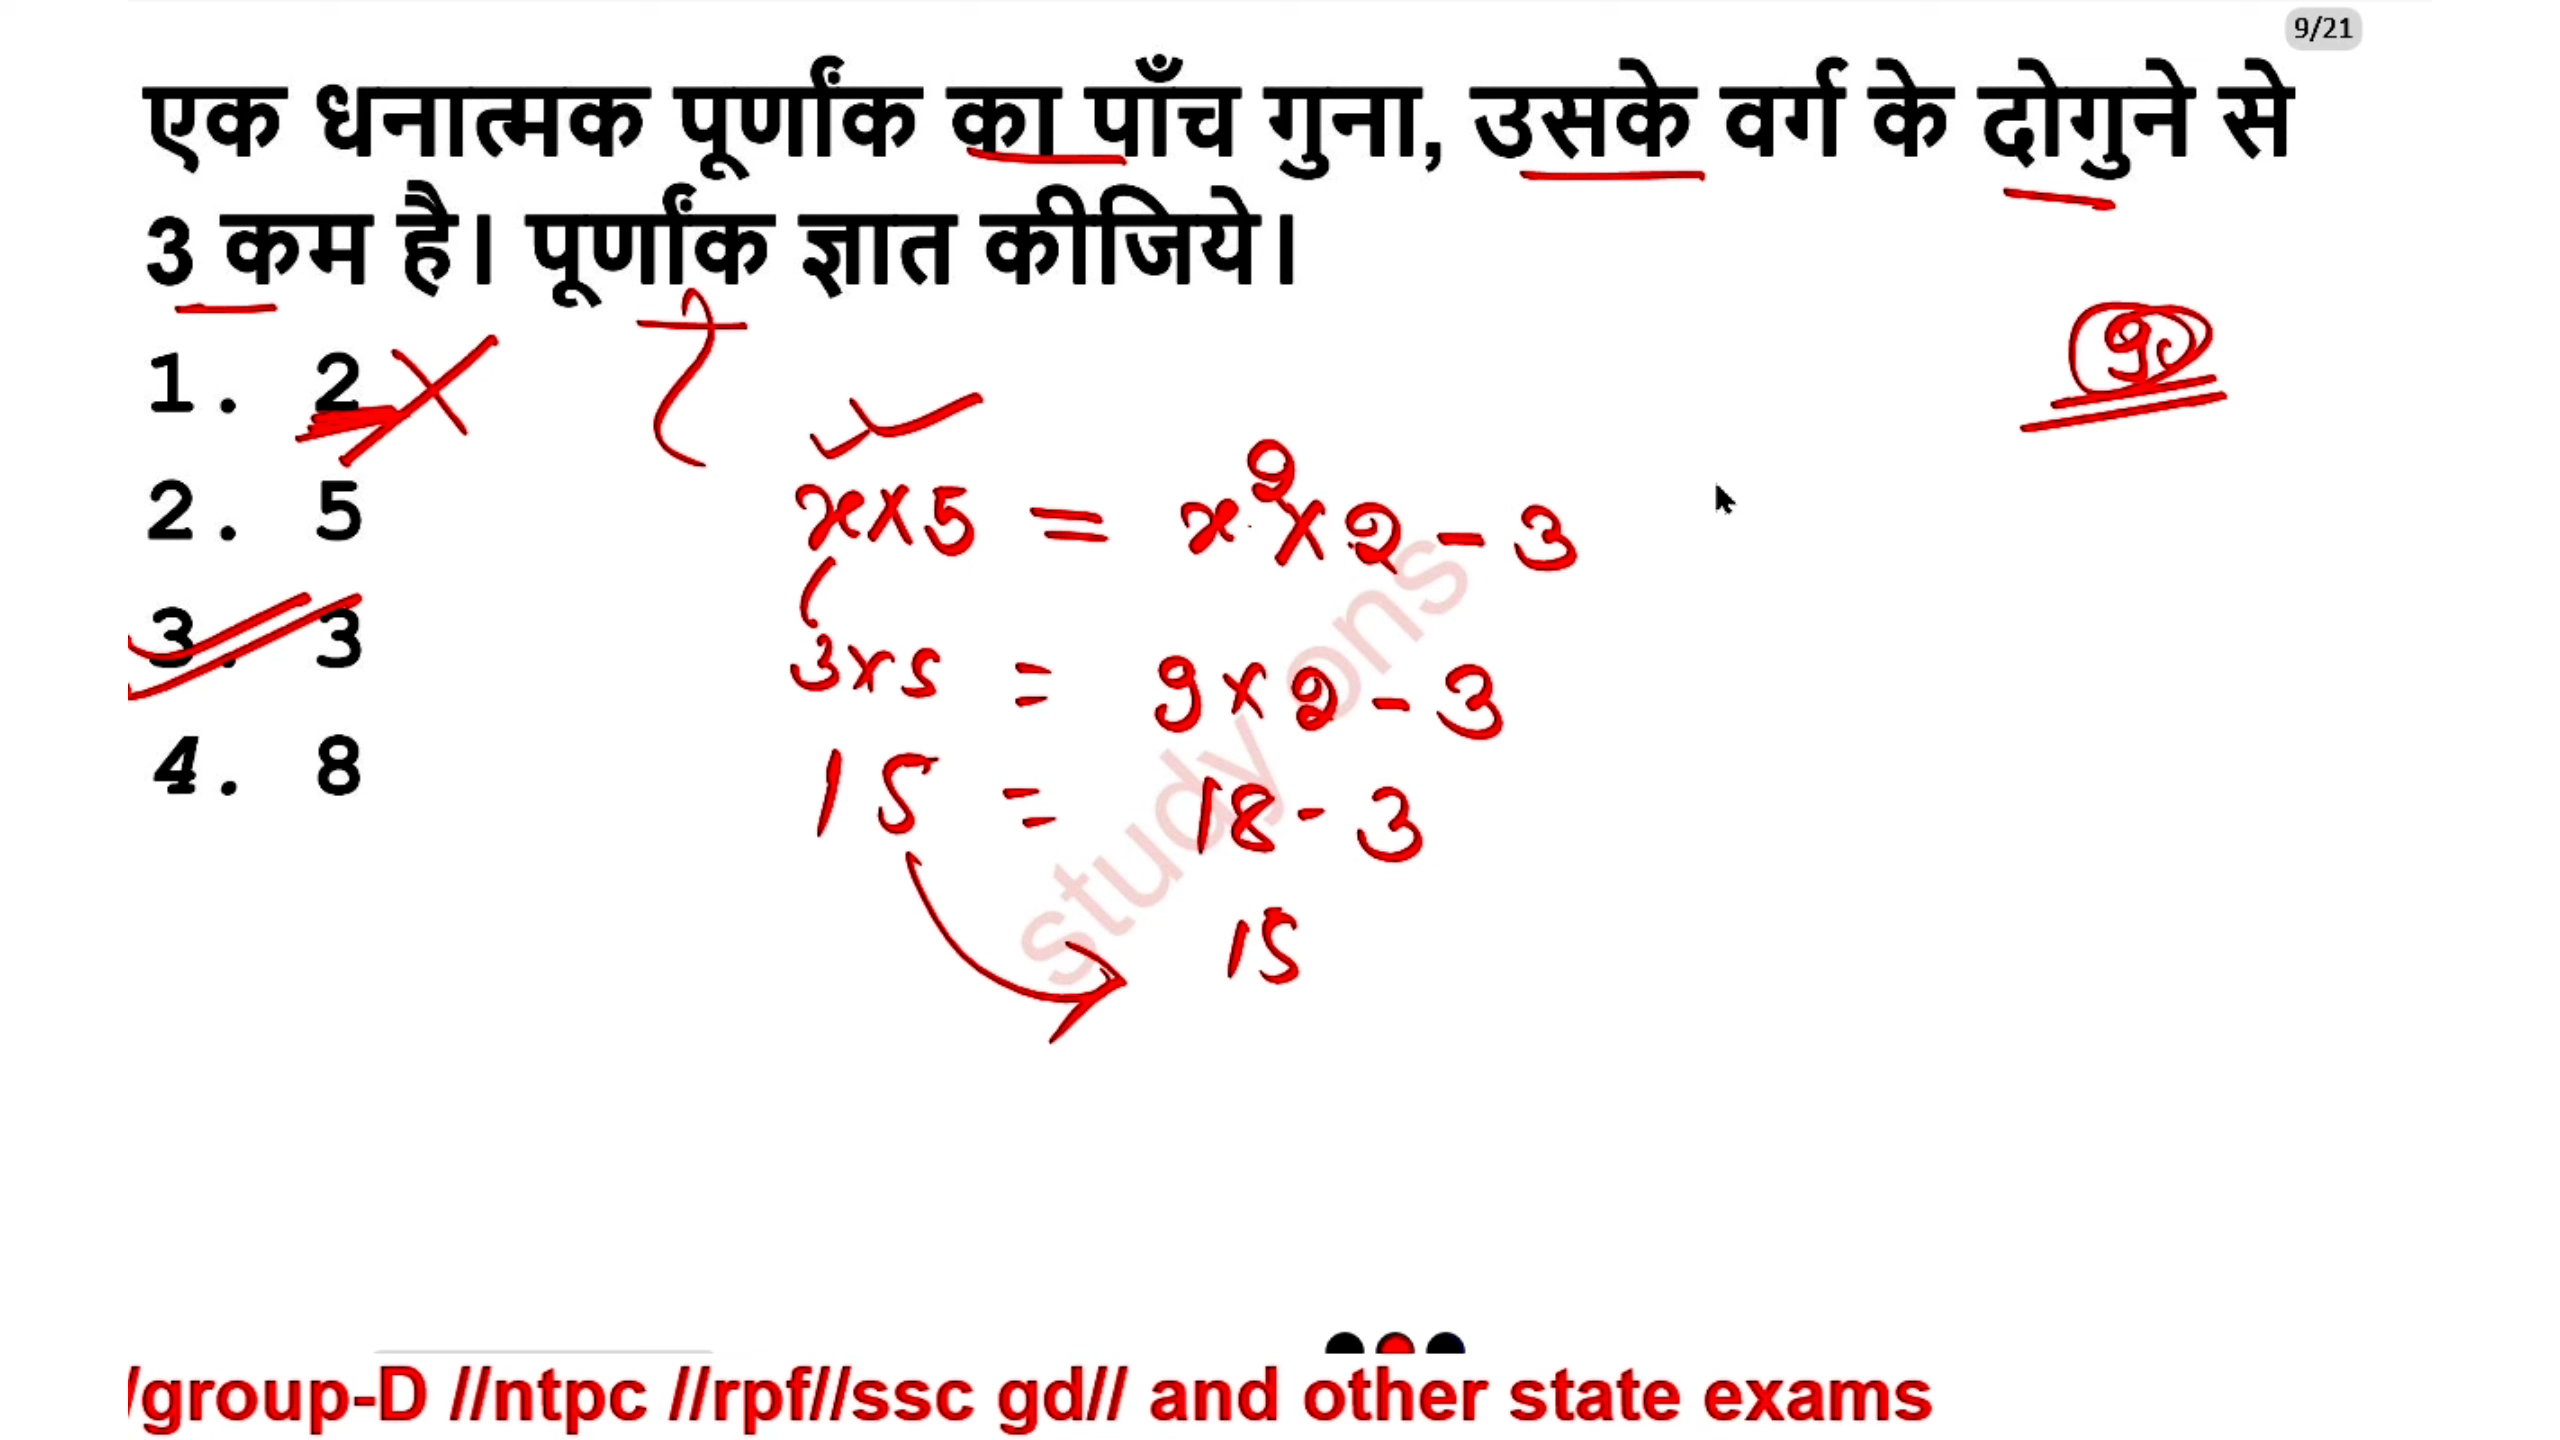 9/21
एक धनात्मक पूर्णांक का पाँच गुना, उसके वर्ग के दोगुने से
3 कम है। पूर्णांक ज्ञात कीजिये।
1. 2
2. 5
3. 3
4. 8
x×5 = x²×2-3
3×5 = 9×2-3
15 = 18-3
15
study ons
/group-D //ntpc //rpf//ssc gd// and other state exams